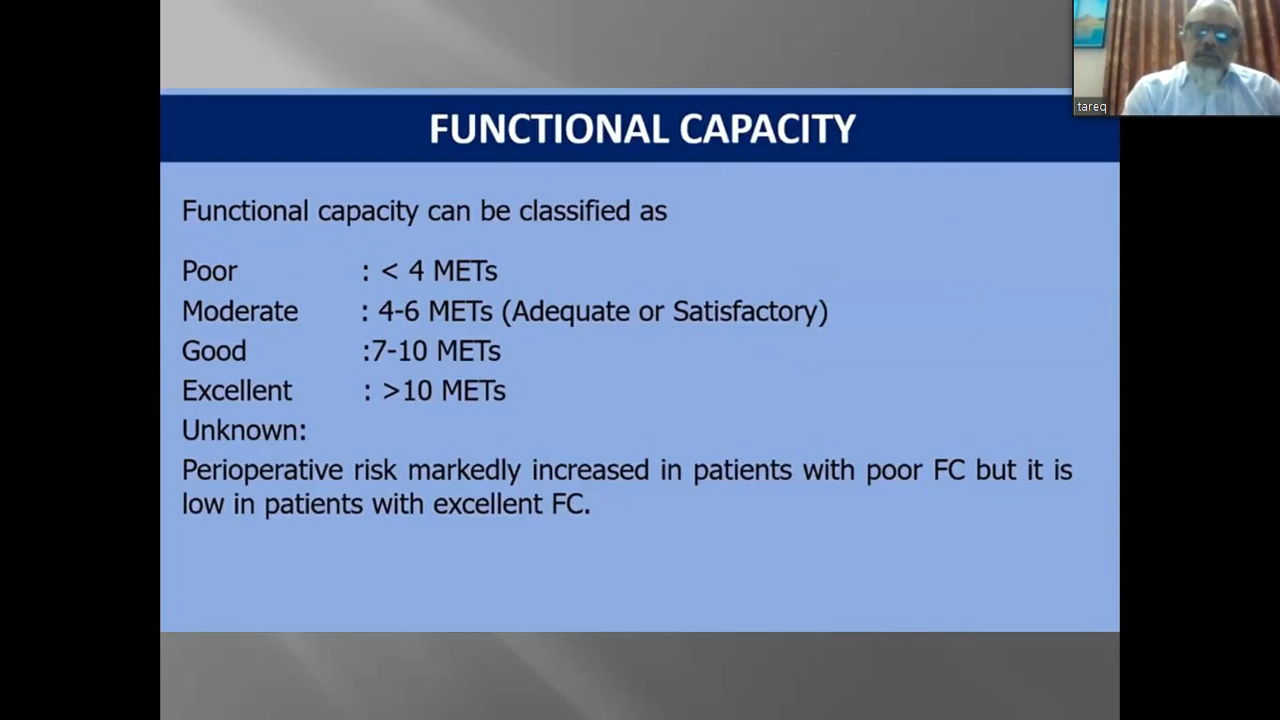 FUNCTIONAL CAPACITY
tareq
Functional capacity can be classified as
Poor : < 4 METs
Moderate : 4-6 METs (Adequate or Satisfactory)
Good :7-10 METs
Excellent : >10 METs
Unknown:
Perioperative risk markedly increased in patients with poor FC but it is
low in patients with excellent FC.